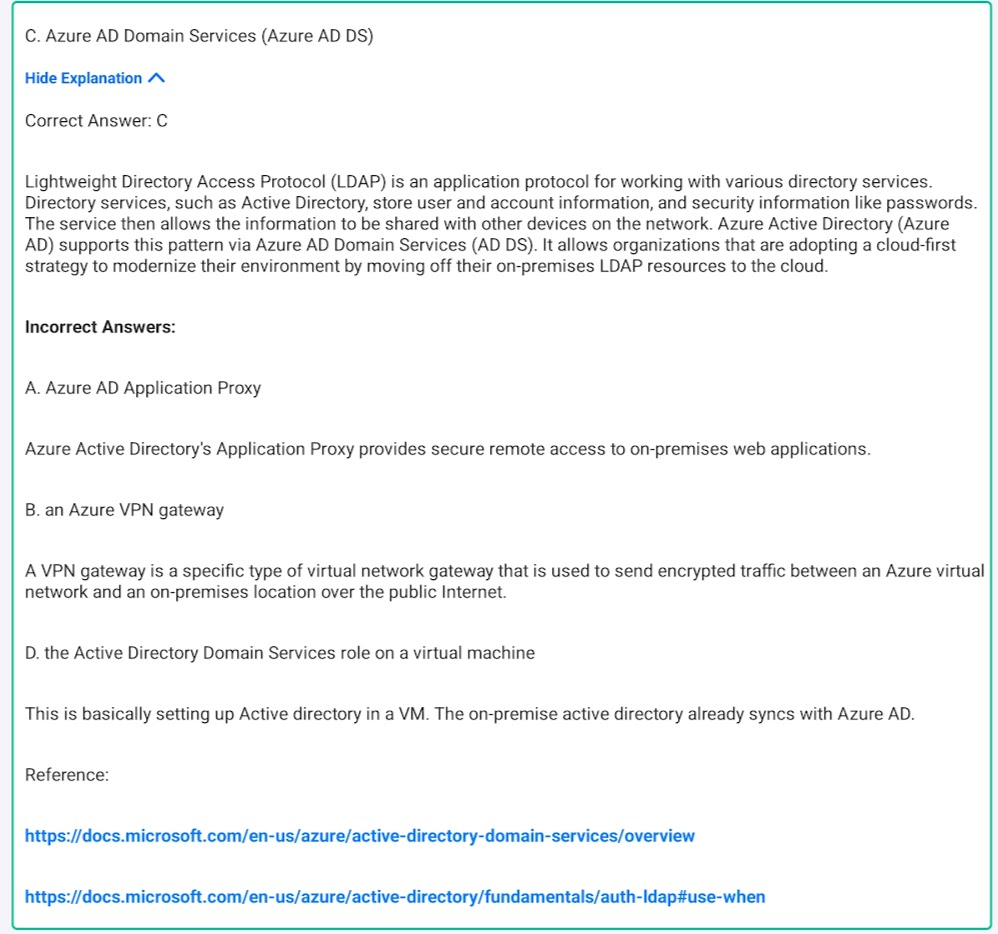 C. Azure AD Domain Services (Azure AD DS)
Hide Explanation
Correct Answer: C
Lightweight Directory Access Protocol (LDAP) is an application protocol for working with various directory services.
Directory services, such as Active Directory, store user and account information, and security information like passwords.
The service then allows the information to be shared with other devices on the network. Azure Active Directory (Azure
AD) supports this pattern via Azure AD Domain Services (AD DS). It allows organizations that are adopting a cloud-first
strategy to modernize their environment by moving off their on-premises LDAP resources to the cloud.
Incorrect Answers:
A. Azure AD Application Proxy
Azure Active Directory's Application Proxy provides secure remote access to on-premises web applications.
B. an Azure VPN gateway
A VPN gateway is a specific type of virtual network gateway that is used to send encrypted traffic between an Azure virtual
network and an on-premises location over the public Internet.
D. the Active Directory Domain Services role on a virtual machine
This is basically setting up Active directory in a VM. The on-premise active directory already syncs with Azure AD.
Reference:
https://docs.microsoft.com/en-us/azure/active-directory-domain-services/overview
https://docs.microsoft.com/en-us/azure/active-directory/fundamentals/auth-ldap#use-when